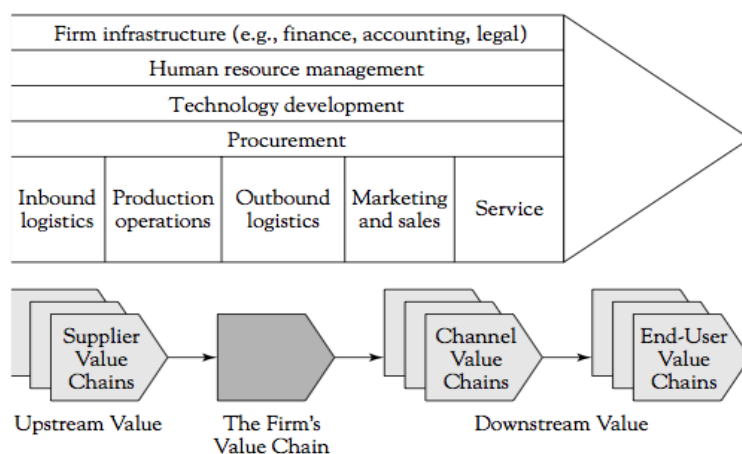 Firm infrastructure (e.g., finance, accounting, legal)
Human resource management
Technology development
Procurement
Inbound
logistics
Production
operations
Outbound
logistics
Marketing
and sales
Service
Supplier
Value
Chains
Channel
Value
Chains
End-User
Value
Chains
Upstream Value
The Firm's
Value Chain
Downstream Value